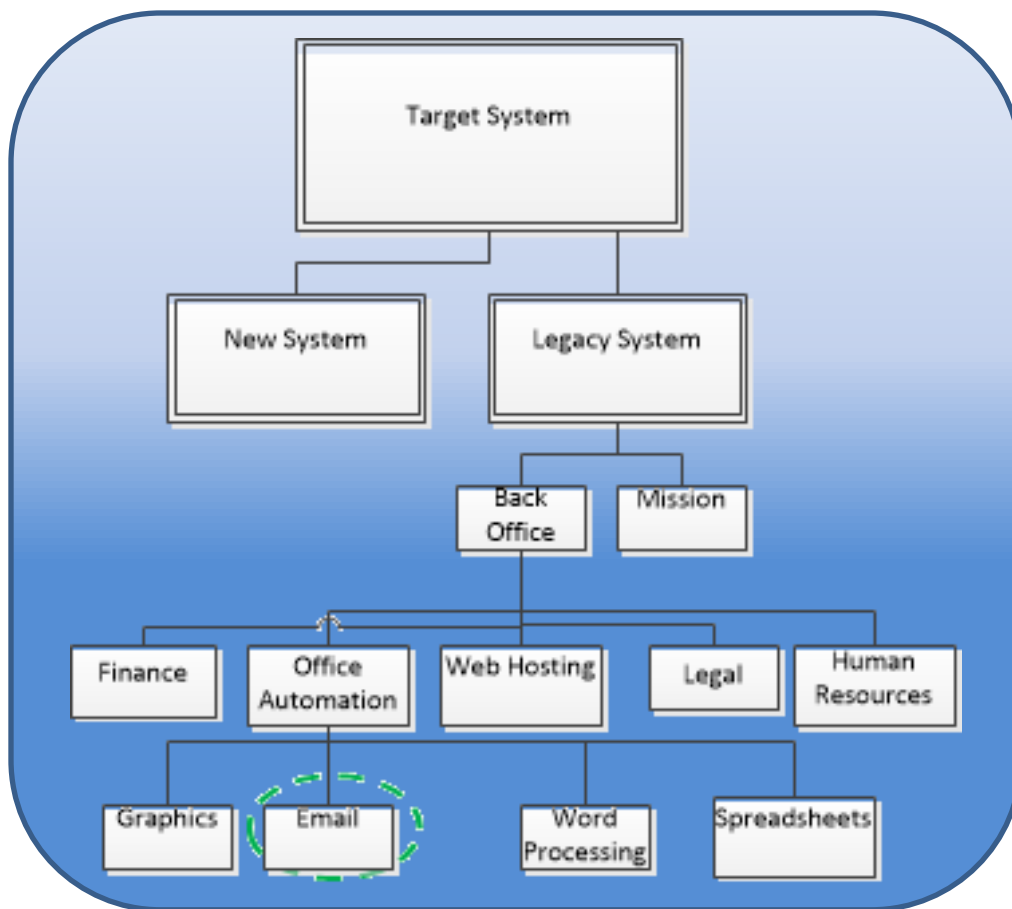 Target System
New System
Legacy System
Back
Office
Mission
Finance
Office
Automation
Web Hosting
Legal
Human
Resources
Graphics
Email
Word
Processing
Spreadsheets